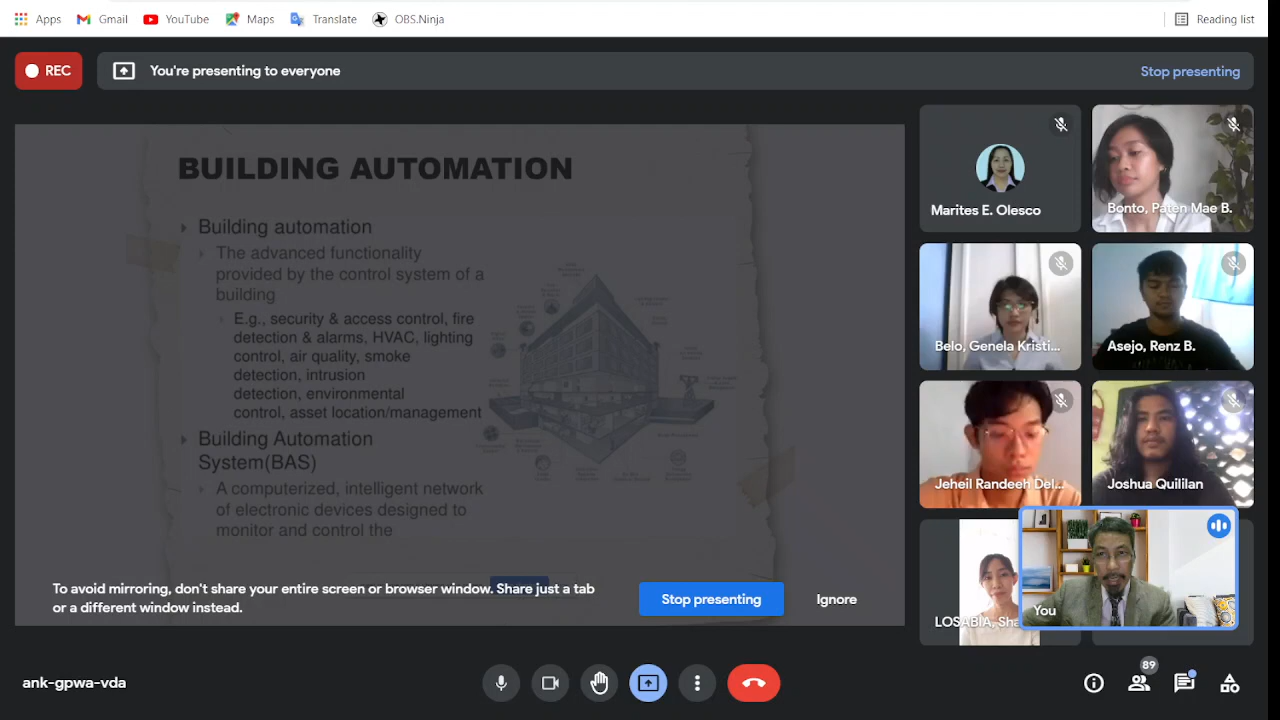 Apps Gmail YouTube Maps Translate OBS.Ninja Reading list
REC You're presenting to everyone Stop presenting
BUILDING AUTOMATION
Building automation
The advanced functionality
provided by the control system of a
building
E.g., security & access control, fire
detection & alarms, HVAC, lighting
control, air quality, smoke
detection, intrusion
detection, environmental
control, asset location/management
Building Automation
System(BAS)
A computerized, intelligent network
of electronic devices designed to
monitor and control the
To avoid mirroring, don't share your entire screen or browser window. Share just a tab
or a different window instead.
Stop presenting Ignore
Marites E. Olesco
Bonto, Paten Mae B.
Belo, Genela Kristi...
Asejo, Renz B.
Jeheil Randeeh Del...
Joshua Quililan
LOSABIA, Sha
You
ank-gpwa-vda
89